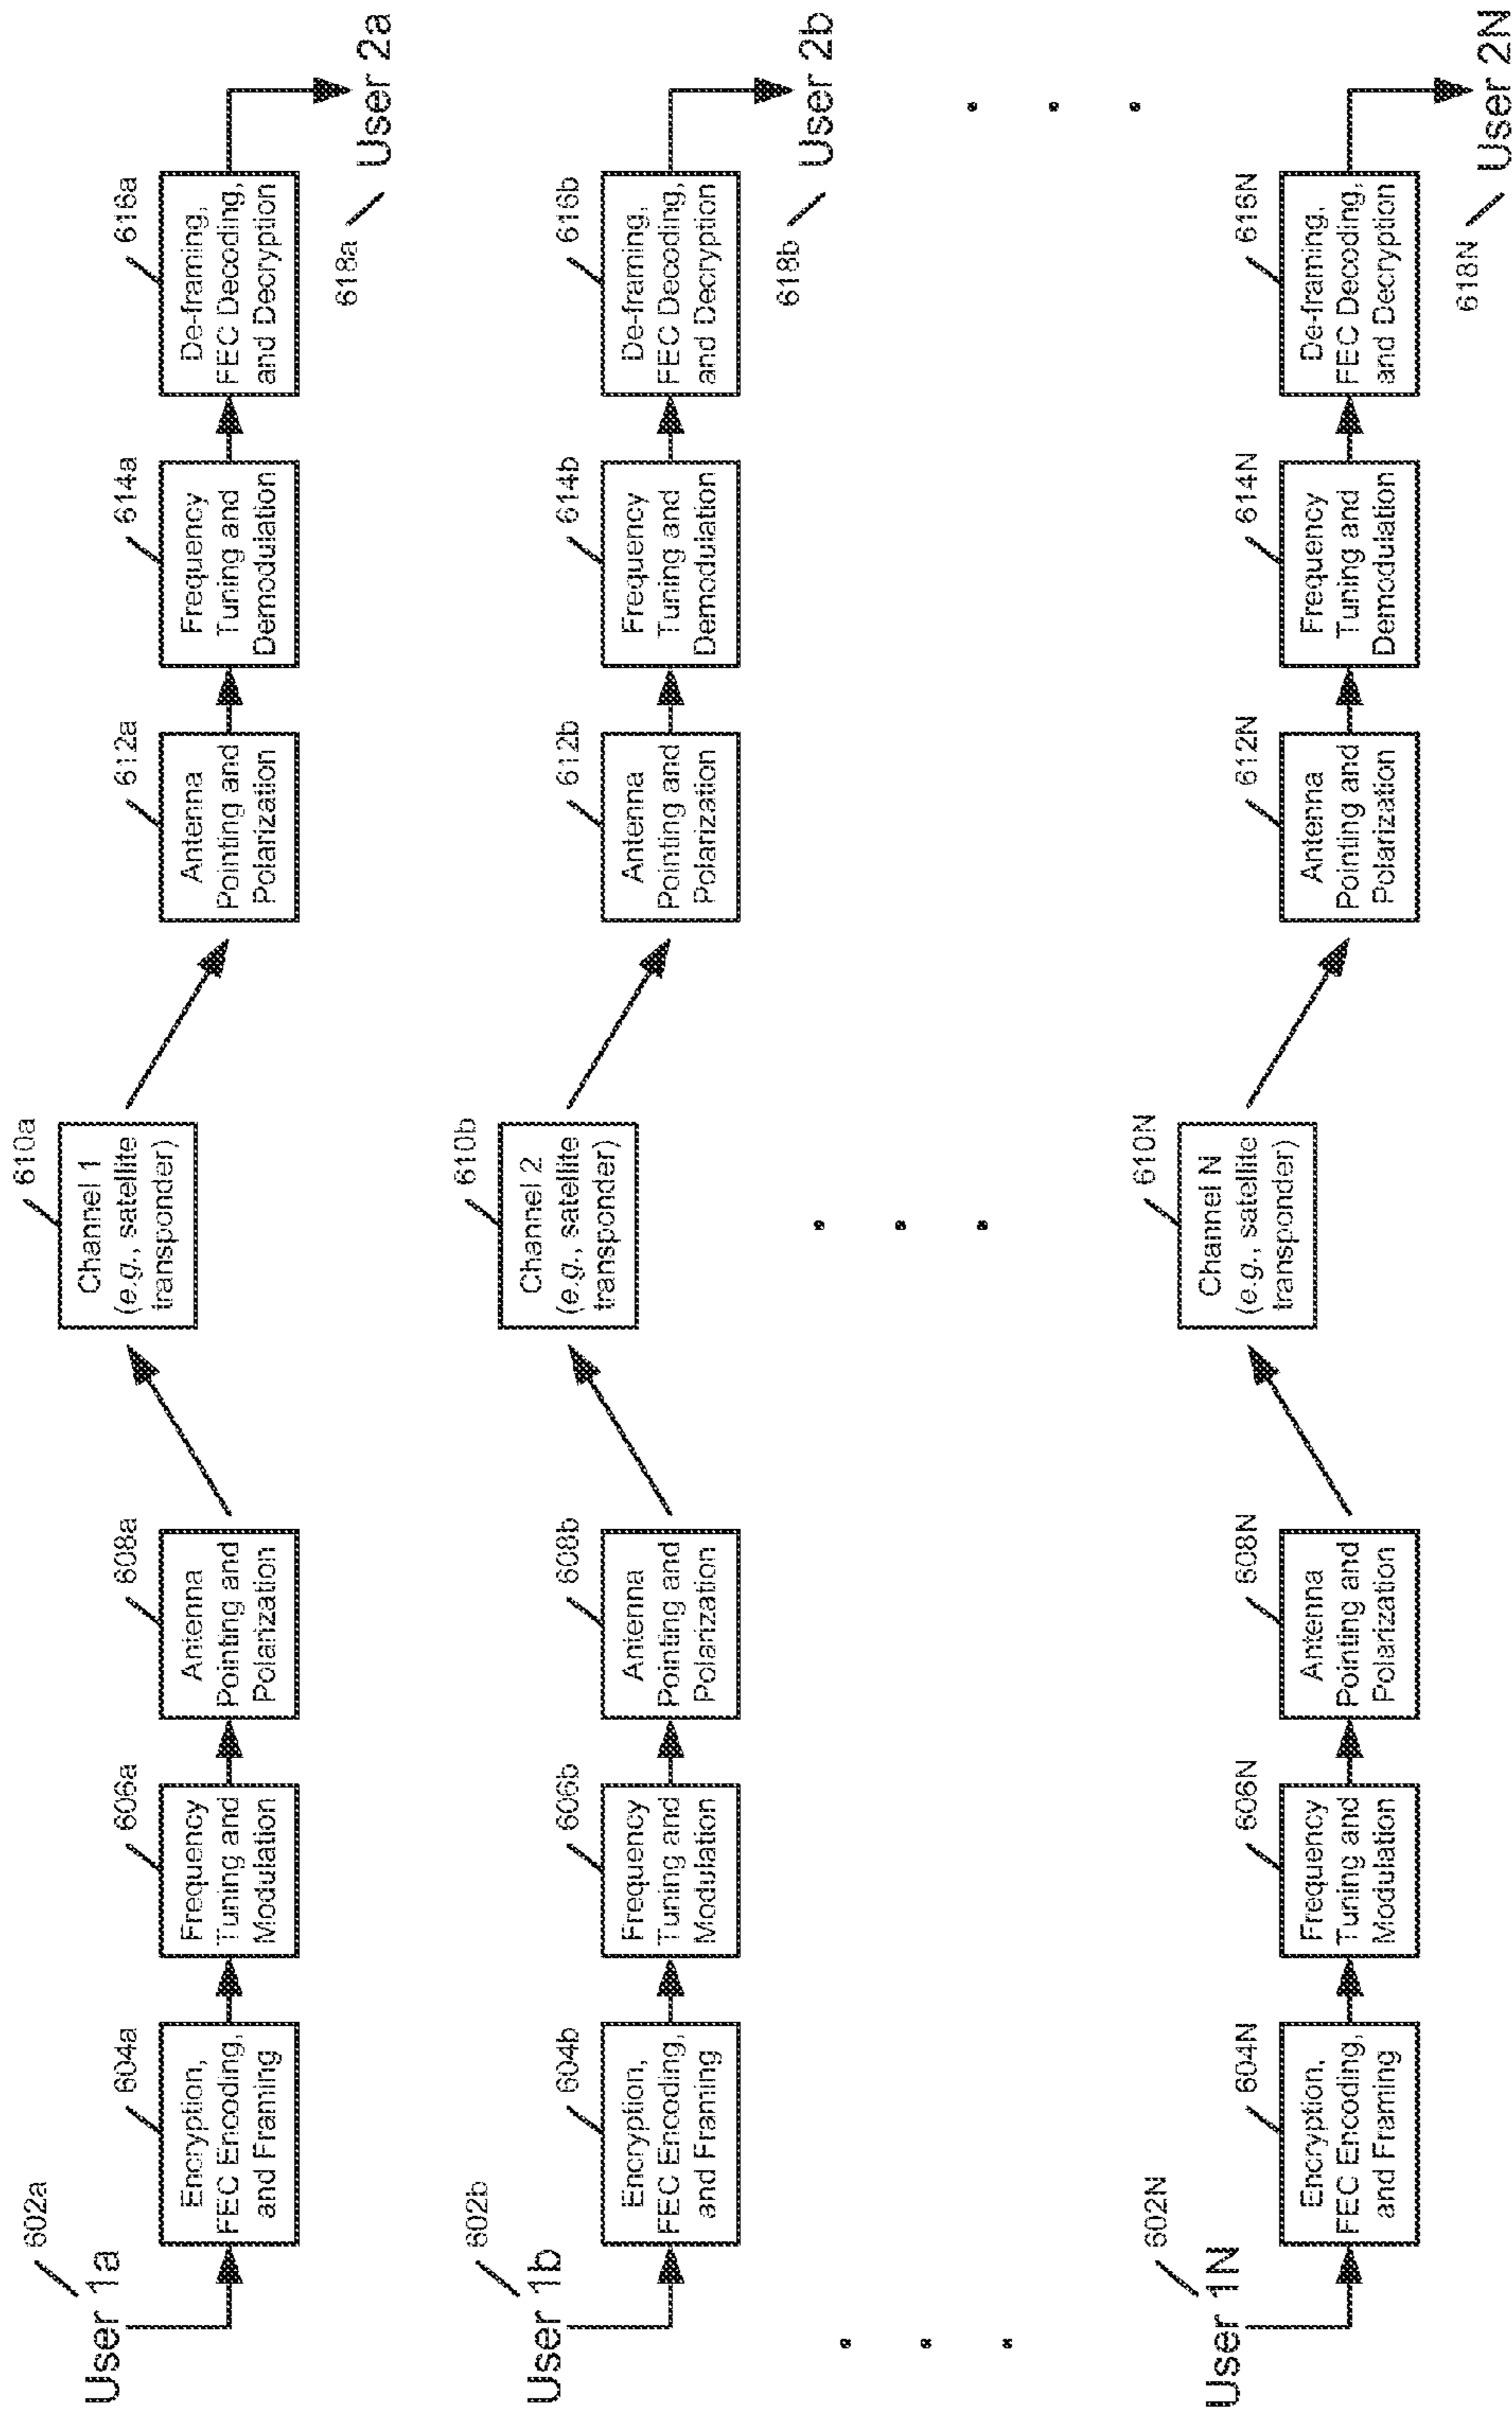 602a
User 1a
604a
Encryption,
FEC Encoding,
and Framing
606a
Frequency
Tuning and
Modulation
608a
Antenna
Pointing and
Polarization
610a
Channel 1
(e.g., satellite
transponder)
612a
Antenna
Pointing and
Polarization
614a
Frequency
Tuning and
Demodulation
616a
De-framing,
FEC Decoding,
and Decryption
618a
User 2a
602b
User 1b
604b
Encryption,
FEC Encoding,
and Framing
606b
Frequency
Tuning and
Modulation
608b
Antenna
Pointing and
Polarization
610b
Channel 2
(e.g., satellite
transponder)
612b
Antenna
Pointing and
Polarization
614b
Frequency
Tuning and
Demodulation
616b
De-framing,
FEC Decoding,
and Decryption
618b
User 2b
602N
User 1N
604N
Encryption,
FEC Encoding,
and Framing
606N
Frequency
Tuning and
Modulation
608N
Antenna
Pointing and
Polarization
610N
Channel N
(e.g., satellite
transponder)
612N
Antenna
Pointing and
Polarization
614N
Frequency
Tuning and
Demodulation
616N
De-framing,
FEC Decoding,
and Decryption
618N
User 2N